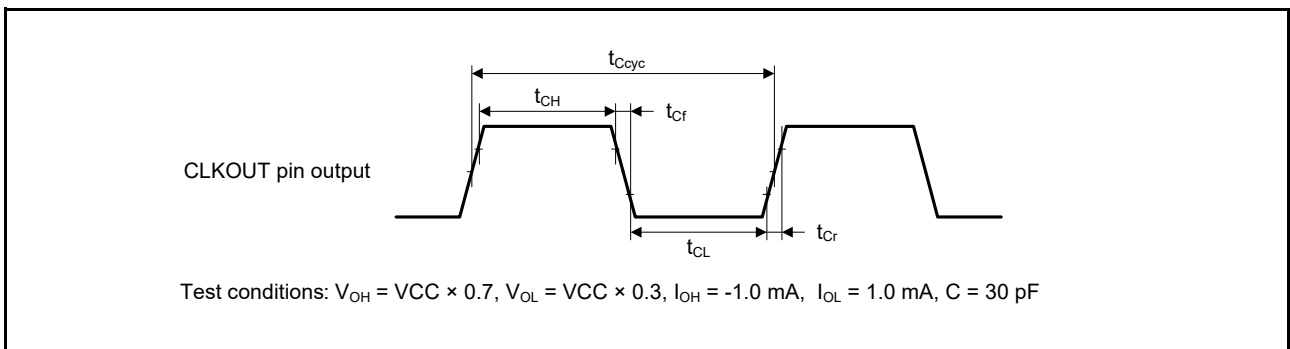 tCcyc
tCH
tCf
CLKOUT pin output
tCL
tCr
Test conditions: VOH = VCC × 0.7, VOL = VCC × 0.3, IOH = -1.0 mA, IOL = 1.0 mA, C = 30 pF